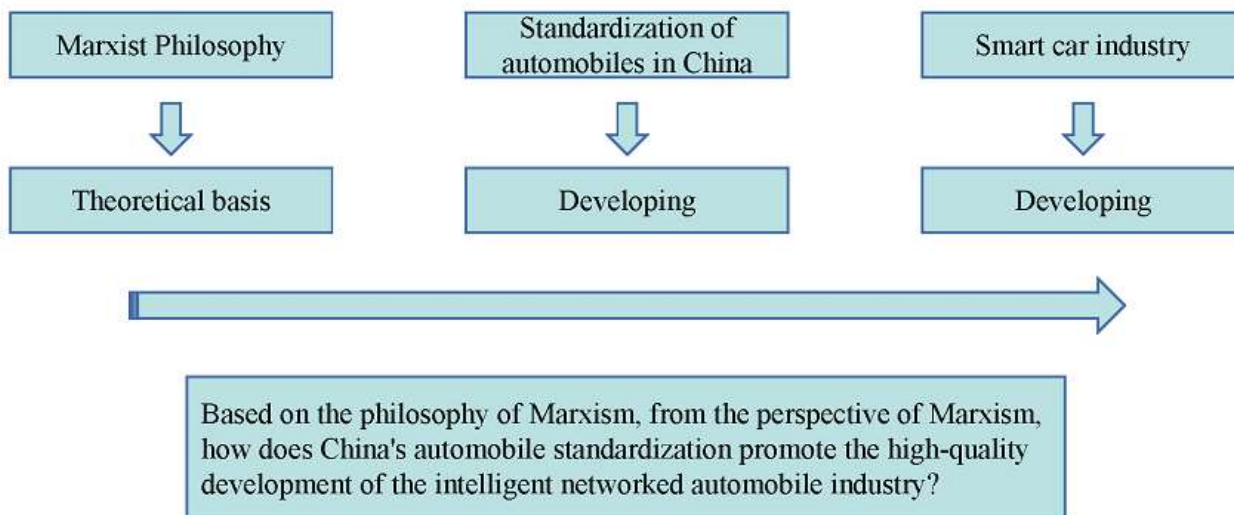 Marxist Philosophy
Standardization of
automobiles in China
Smart car industry
Theoretical basis
Developing
Developing
Based on the philosophy of Marxism, from the perspective of Marxism,
how does China's automobile standardization promote the high-quality
development of the intelligent networked automobile industry?